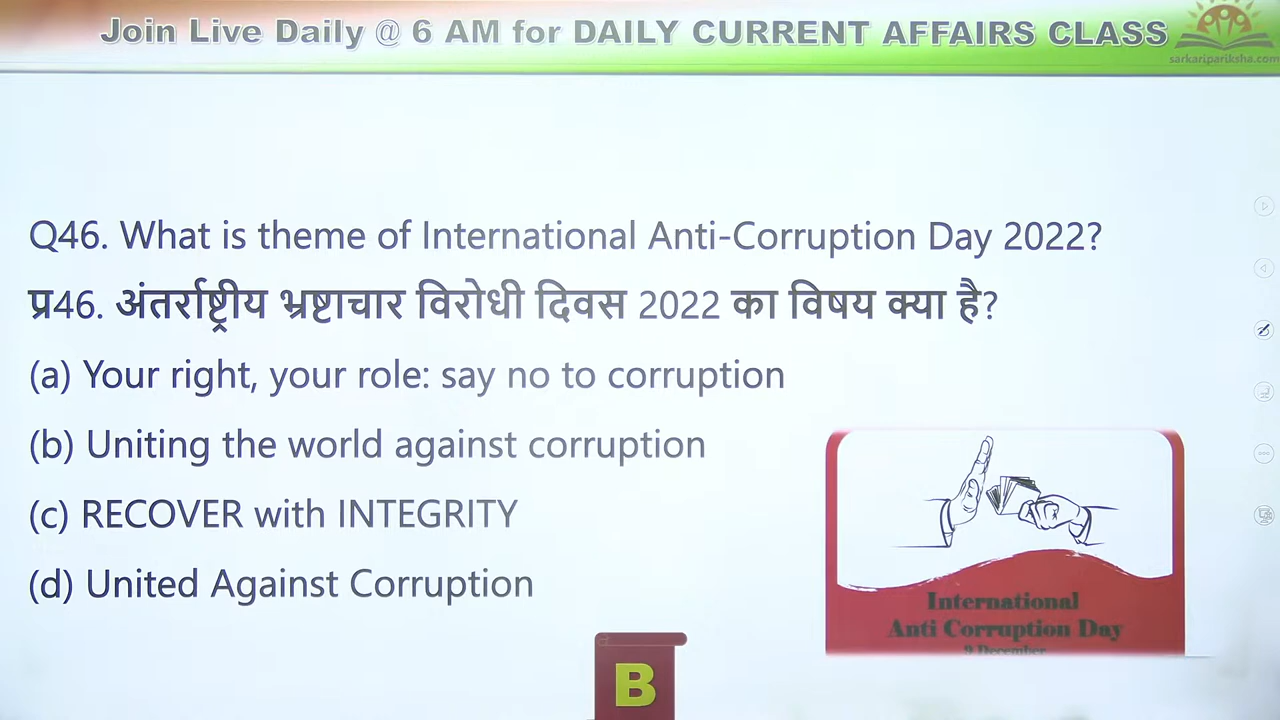 Join Live Daily @ 6 AM for DAILY CURRENT AFFAIRS CLASS
sarkaripariksha.com
Q46. What is theme of International Anti-Corruption Day 2022?
प्र46. अंतर्राष्ट्रीय भ्रष्टाचार विरोधी दिवस 2022 का विषय क्या है?
(a) Your right, your role: say no to corruption
(b) Uniting the world against corruption
(c) RECOVER with INTEGRITY
(d) United Against Corruption
International
Anti Corruption Day
9 December
B